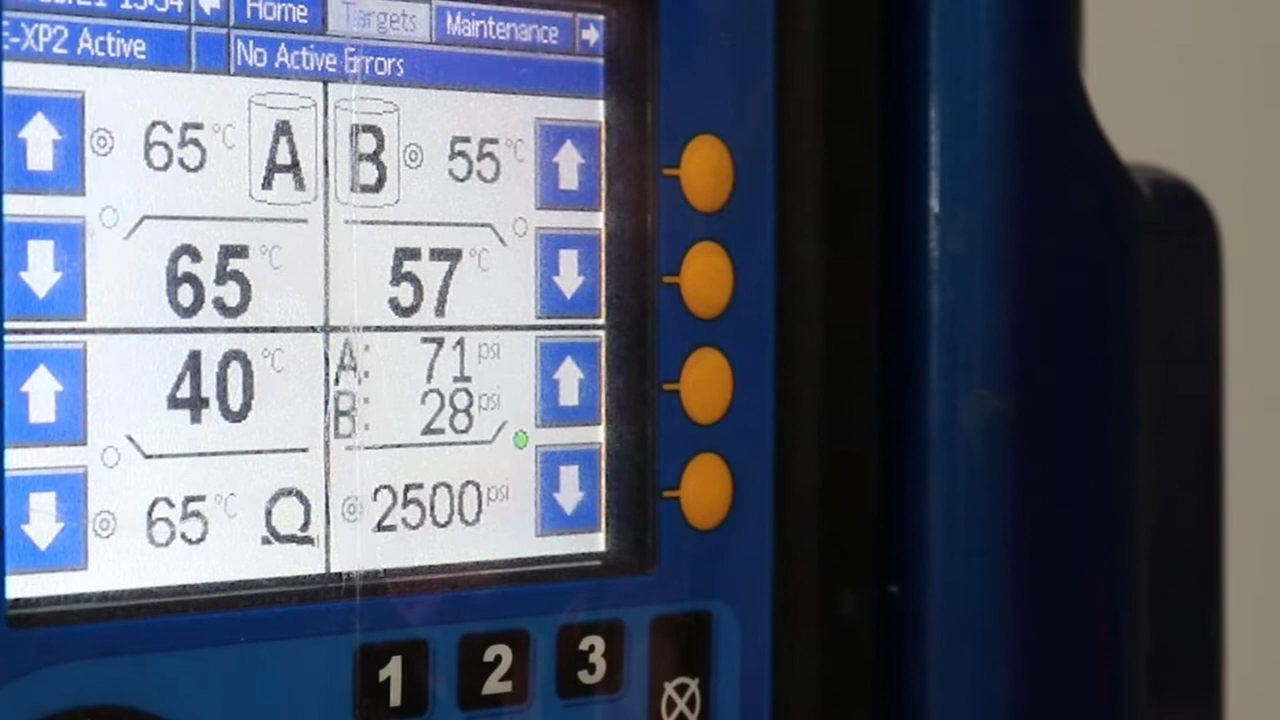 Home Targets Maintenance
E-XP2 Active No Active Errors
65 °C A B 55 °C
65 °C 57 °C
40 °C A: 71 psi
B: 28 psi
65 °C 2500 psi
1 2 3